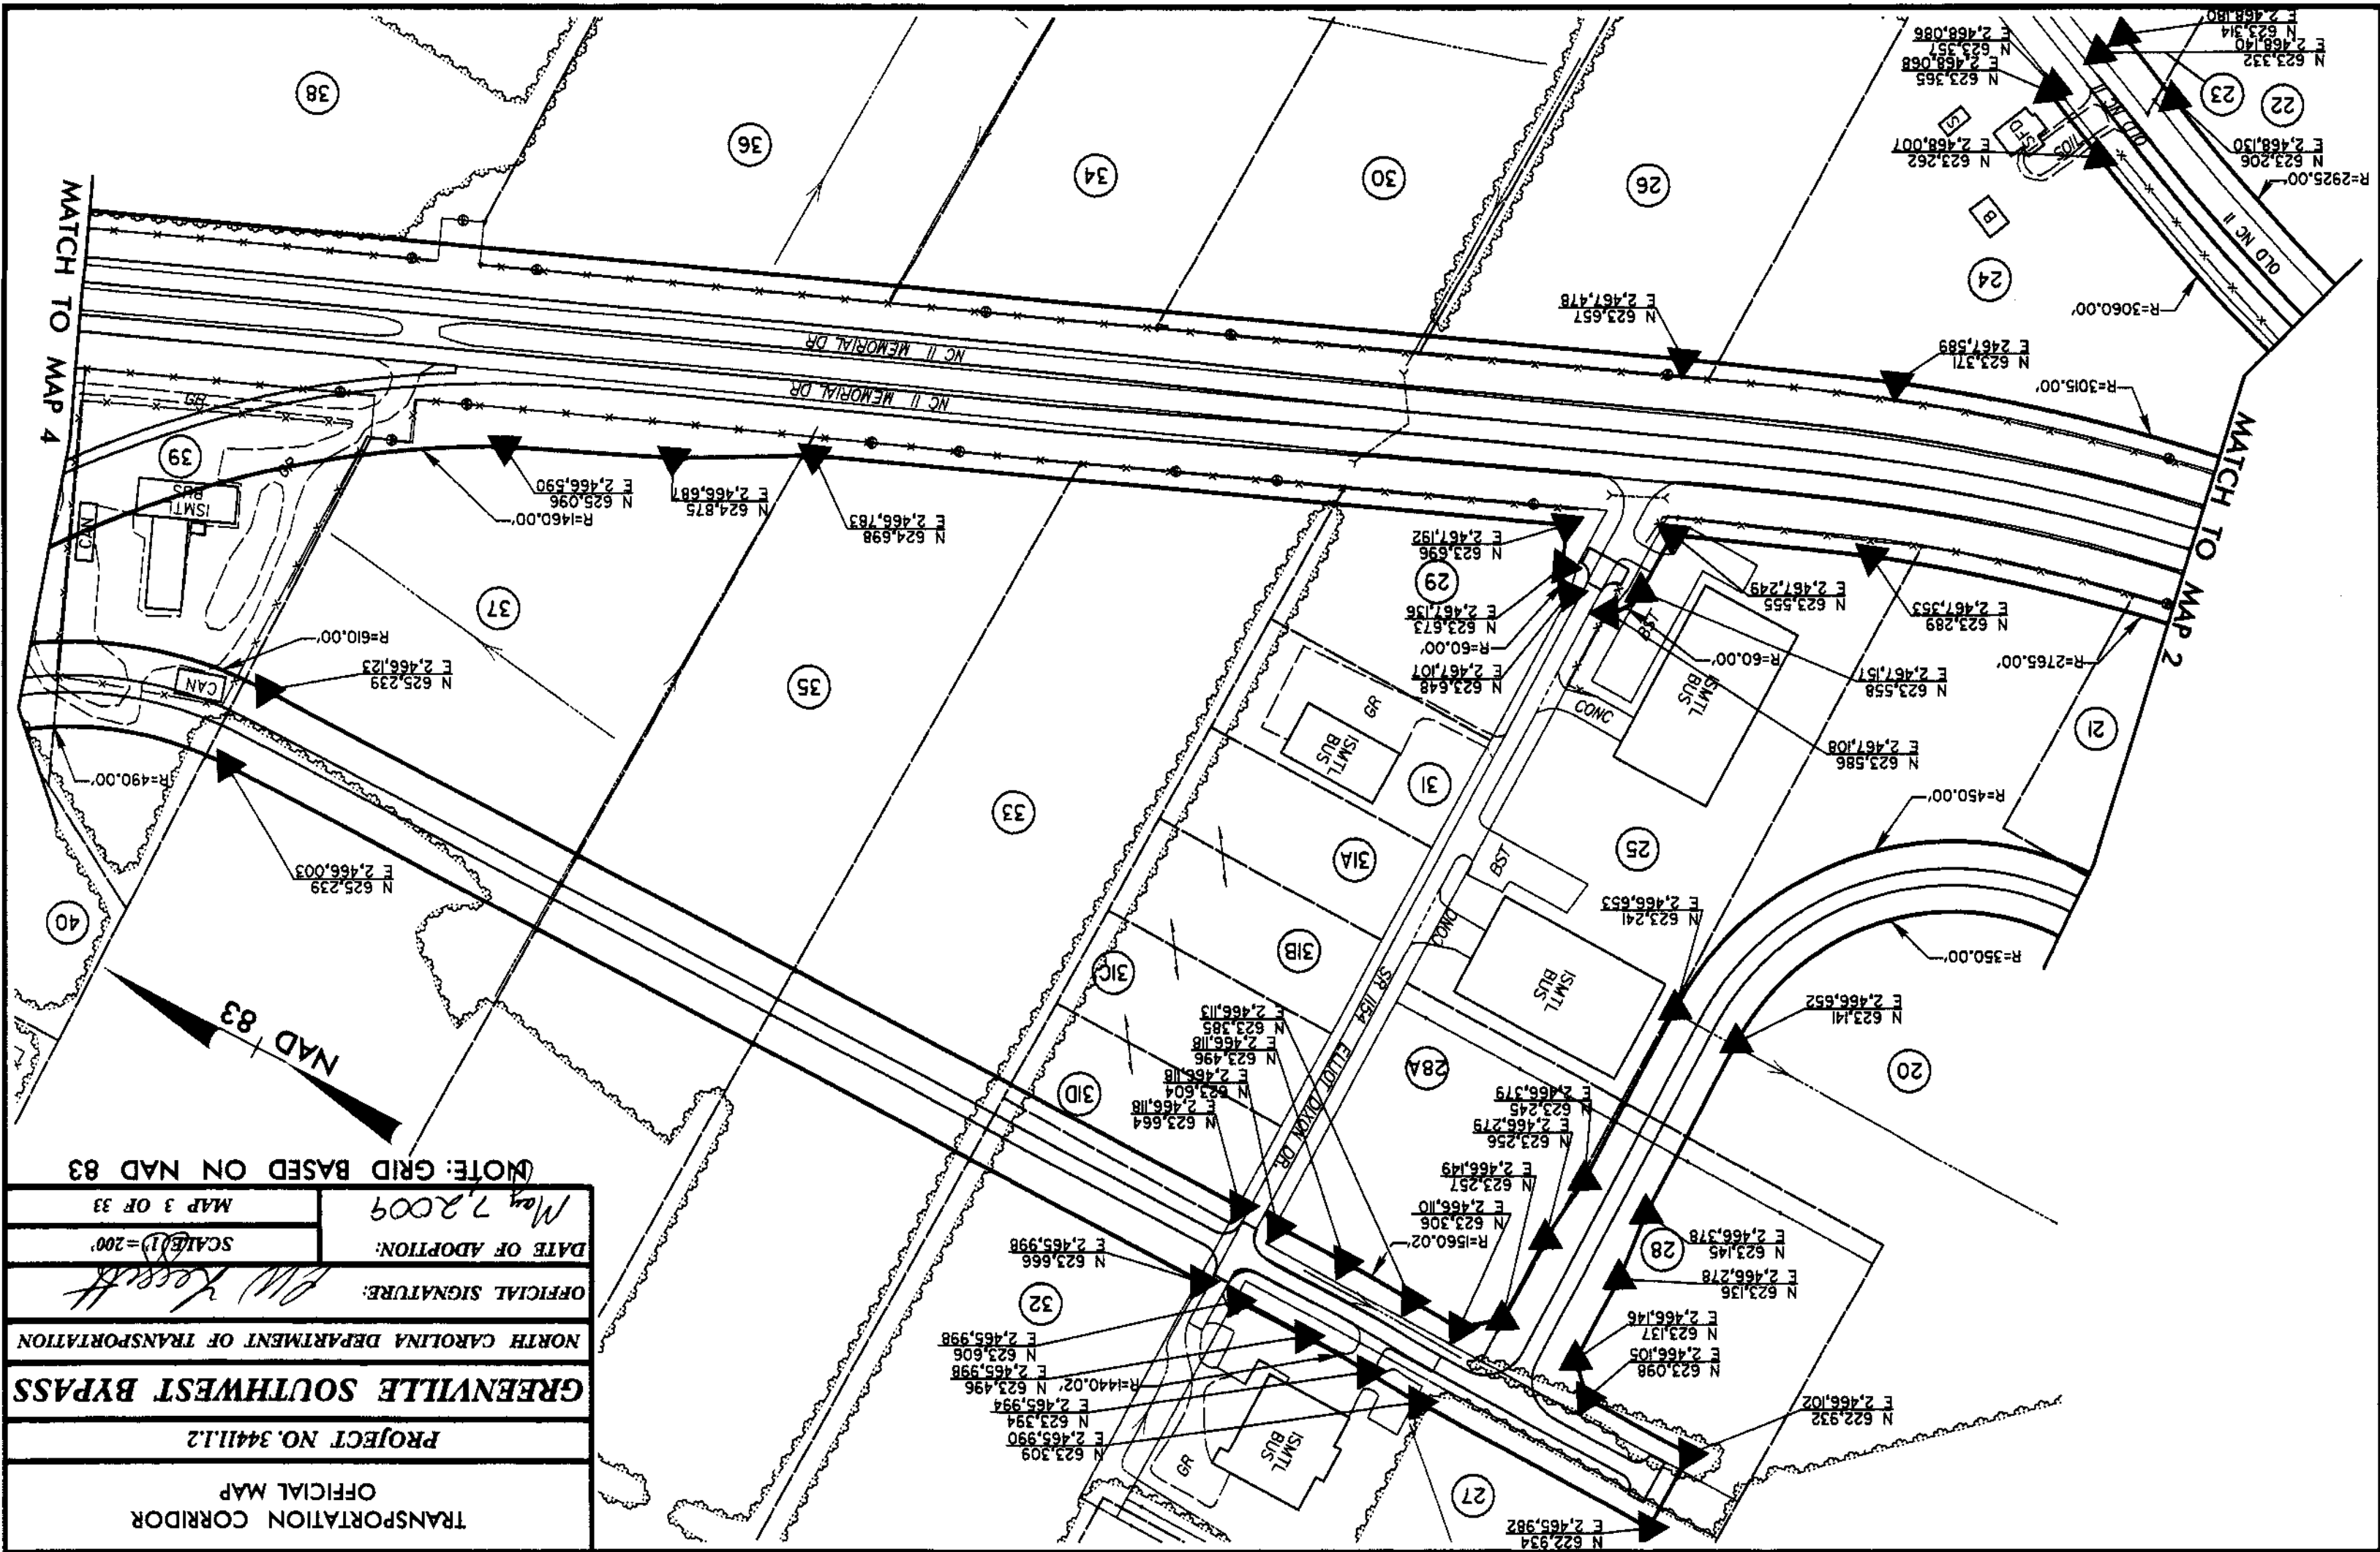 TRANSPORTATION CORRIDOR
OFFICIAL MAP
PROJECT NO. 34411.1.2
GREENVILLE SOUTHWEST BYPASS
NORTH CAROLINA DEPARTMENT OF TRANSPORTATION
OFFICIAL SIGNATURE:
DATE OF ADOPTION:
May 7, 2009
SCALE 1"=200'
MAP 3 OF 33
NOTE: GRID BASED ON NAD 83
NAD 83
N 622,934
E 2,465,982
27
N 622,932
E 2,466,102
ISMTL
BUS
GR
N 623,309
E 2,465,990
N 623,394
E 2,465,994
R=1440.02'
N 623,496
E 2,465,998
N 623,606
E 2,465,998
32
N 623,666
E 2,465,998
N 623,098
E 2,466,105
N 623,137
E 2,466,146
N 623,136
E 2,466,278
N 623,145
E 2,466,378
28
R=1560.02'
N 623,306
E 2,466,110
N 623,257
E 2,466,149
N 623,256
E 2,466,279
N 623,245
E 2,466,379
N 623,664
E 2,466,118
N 623,604
E 2,466,118
N 623,496
E 2,466,118
N 623,385
E 2,466,113
20
28A
31D
SR 1154 ELLIOT DIXON DR.
N 623,141
E 2,466,652
R=350.00'
ISMTL
BUS
31C
31B
CONC
40
N 623,241
E 2,466,653
BST
31A
25
N 625,239
E 2,466,003
33
R=450.00'
31
R=490.00'
N 623,586
E 2,467,108
ISMTL
BUS
21
CONC
GR
35
CAN
N 625,239
E 2,466,123
R=610.00'
37
R=2765.00'
N 623,558
E 2,467,157
R=60.00'
BST
N 623,648
E 2,467,107
R=60.00'
N 623,673
E 2,467,136
N 623,289
E 2,467,353
N 623,555
E 2,467,249
29
N 623,696
E 2,467,192
N 624,698
E 2,466,783
N 624,875
E 2,466,687
R=1460.00'
N 625,096
E 2,466,590
GR
CAN
ISMTL
BUS
39
BST
MATCH TO MAP 2
MATCH TO MAP 4
NC 11 MEMORIAL DR
NC 11 MEMORIAL DR
R=3015.00'
N 623,371
E 2,467,589
N 623,657
E 2,467,478
R=3060.00'
24
OLD NC 11
B
26
30
34
36
38
R=2925.00'
N 623,206
E 2,468,130
22
23
N 623,262
E 2,468,007
SOIL
1SFD
S
OLD NC 11
N 623,365
E 2,468,068
N 623,357
E 2,468,086
N 623,332
E 2,468,140
N 623,314
E 2,468,180